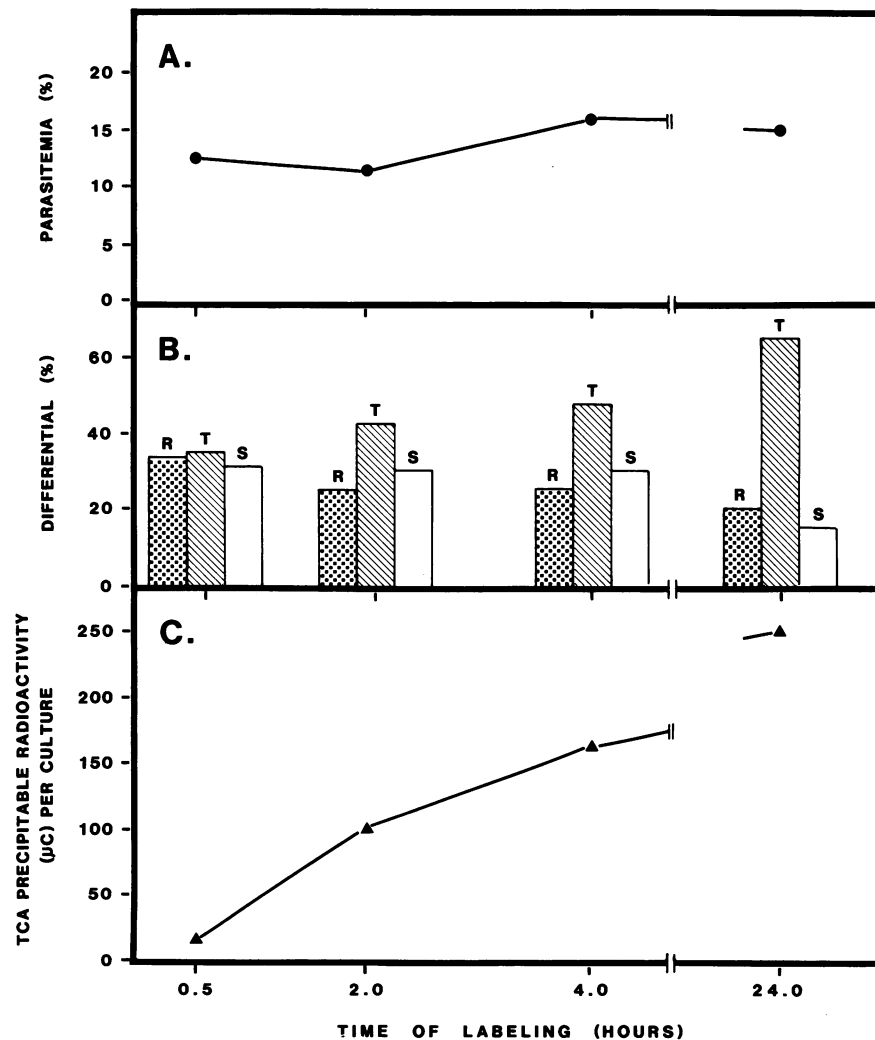 A.
PARASITEMIA (%)
20
15
10
5
0
B.
DIFFERENTIAL (%)
60
40
20
0
R T S
R T S
R T S
R T S
C.
TCA PRECIPITABLE RADIOACTIVITY
(µC) PER CULTURE
250
200
150
100
50
0
0.5 2.0 4.0 24.0
TIME OF LABELING (HOURS)